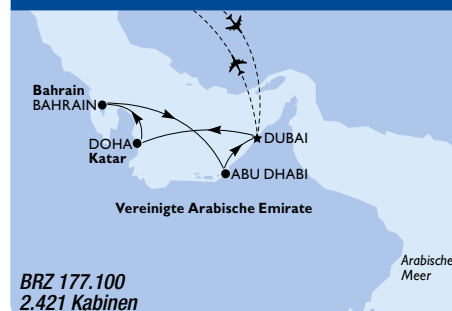 Bahrain
BAHRAIN
DOHA
Katar
DUBAI
ABU DHABI
Vereinigte Arabische Emirate
Arabische
Meer
BRZ 177.100
2.421 Kabinen